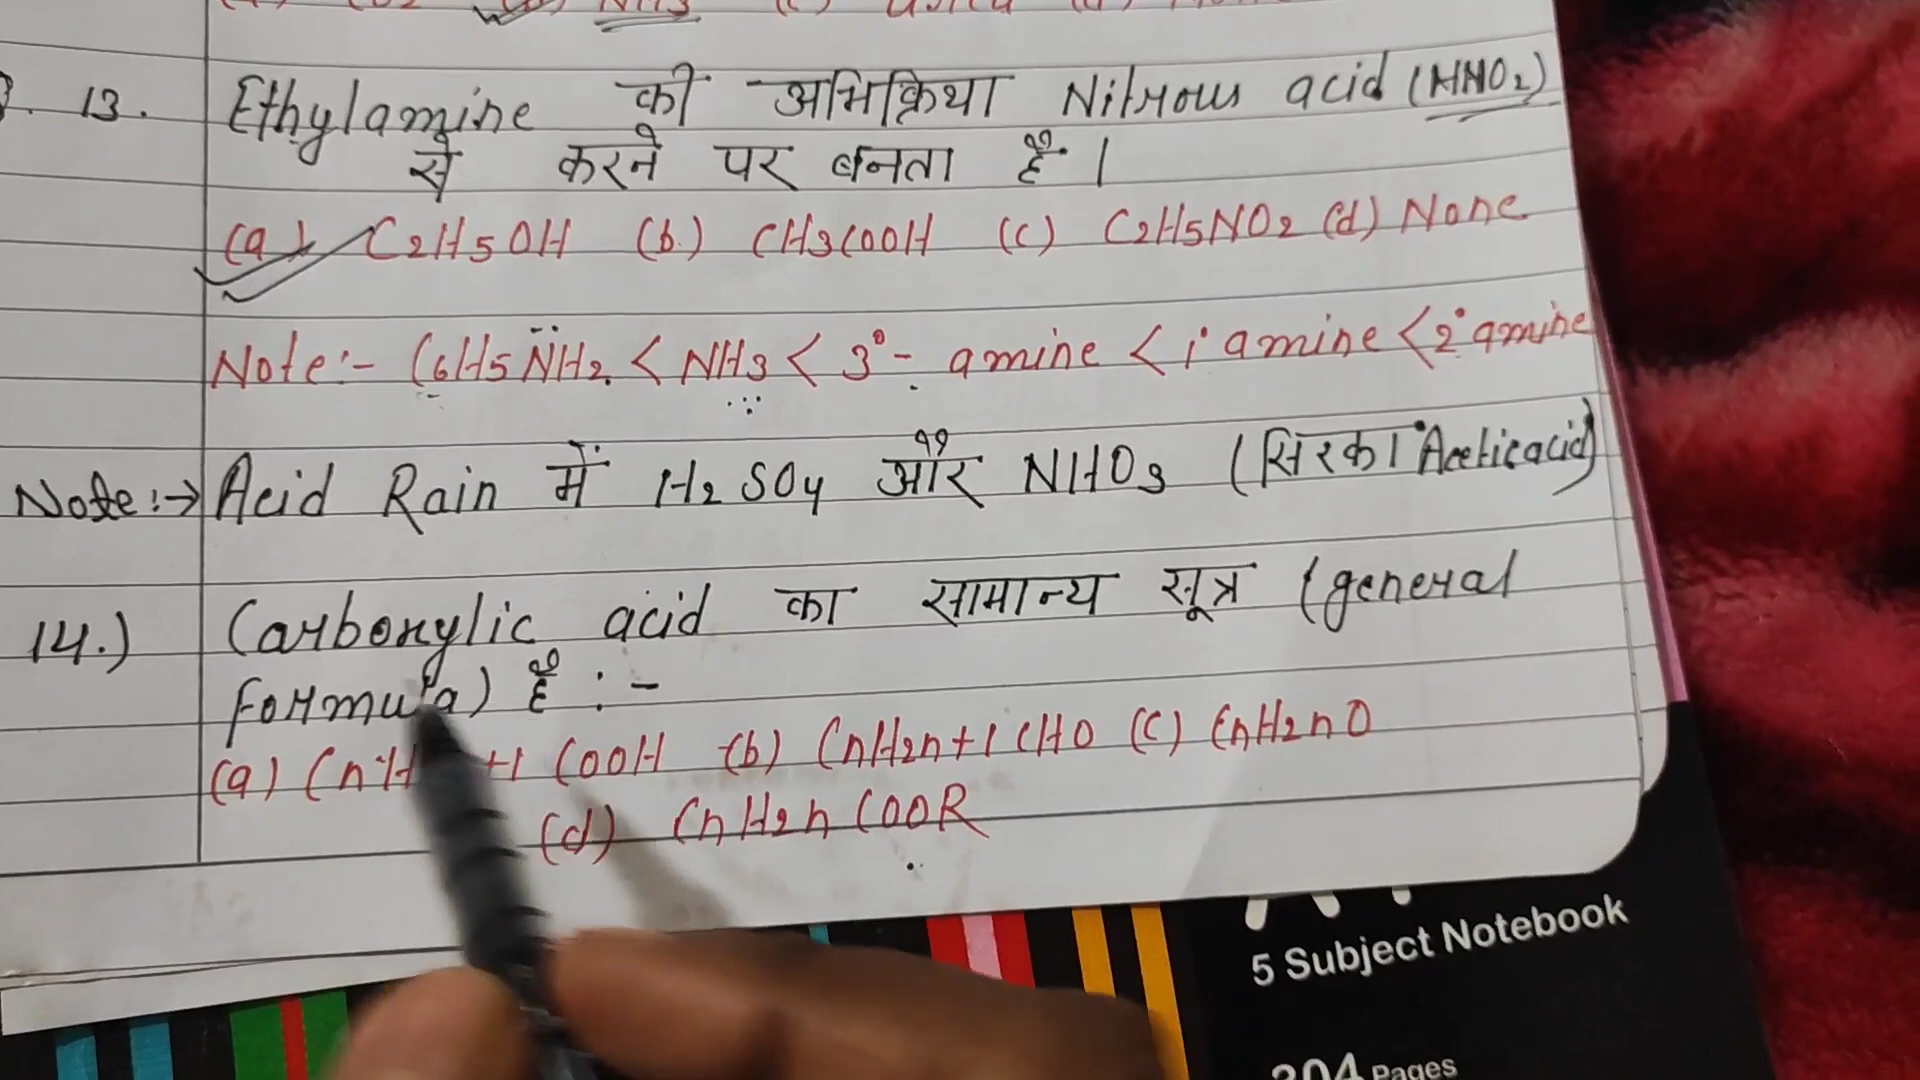 13. Ethylamine की अभिक्रिया Nitrous acid (HNO2)
से करने पर बनता है ।
(a) C2H5OH (b) CH3COOH (c) C2H5NO2 (d) None
Note:- C6H5NH2 < NH3 < 3°- amine < 1° amine < 2° amine
Note:→ Acid Rain में H2SO4 और NHO3 (सिरका Aceticacid)
14.) Carboxylic acid का सामान्य सूत्र (general
formula) है :-
(a) CnH +1 COOH (b) CnH2n+1 CHO (c) CnH2nO
(d) CnH2n COOR
5 Subject Notebook
304 Pages